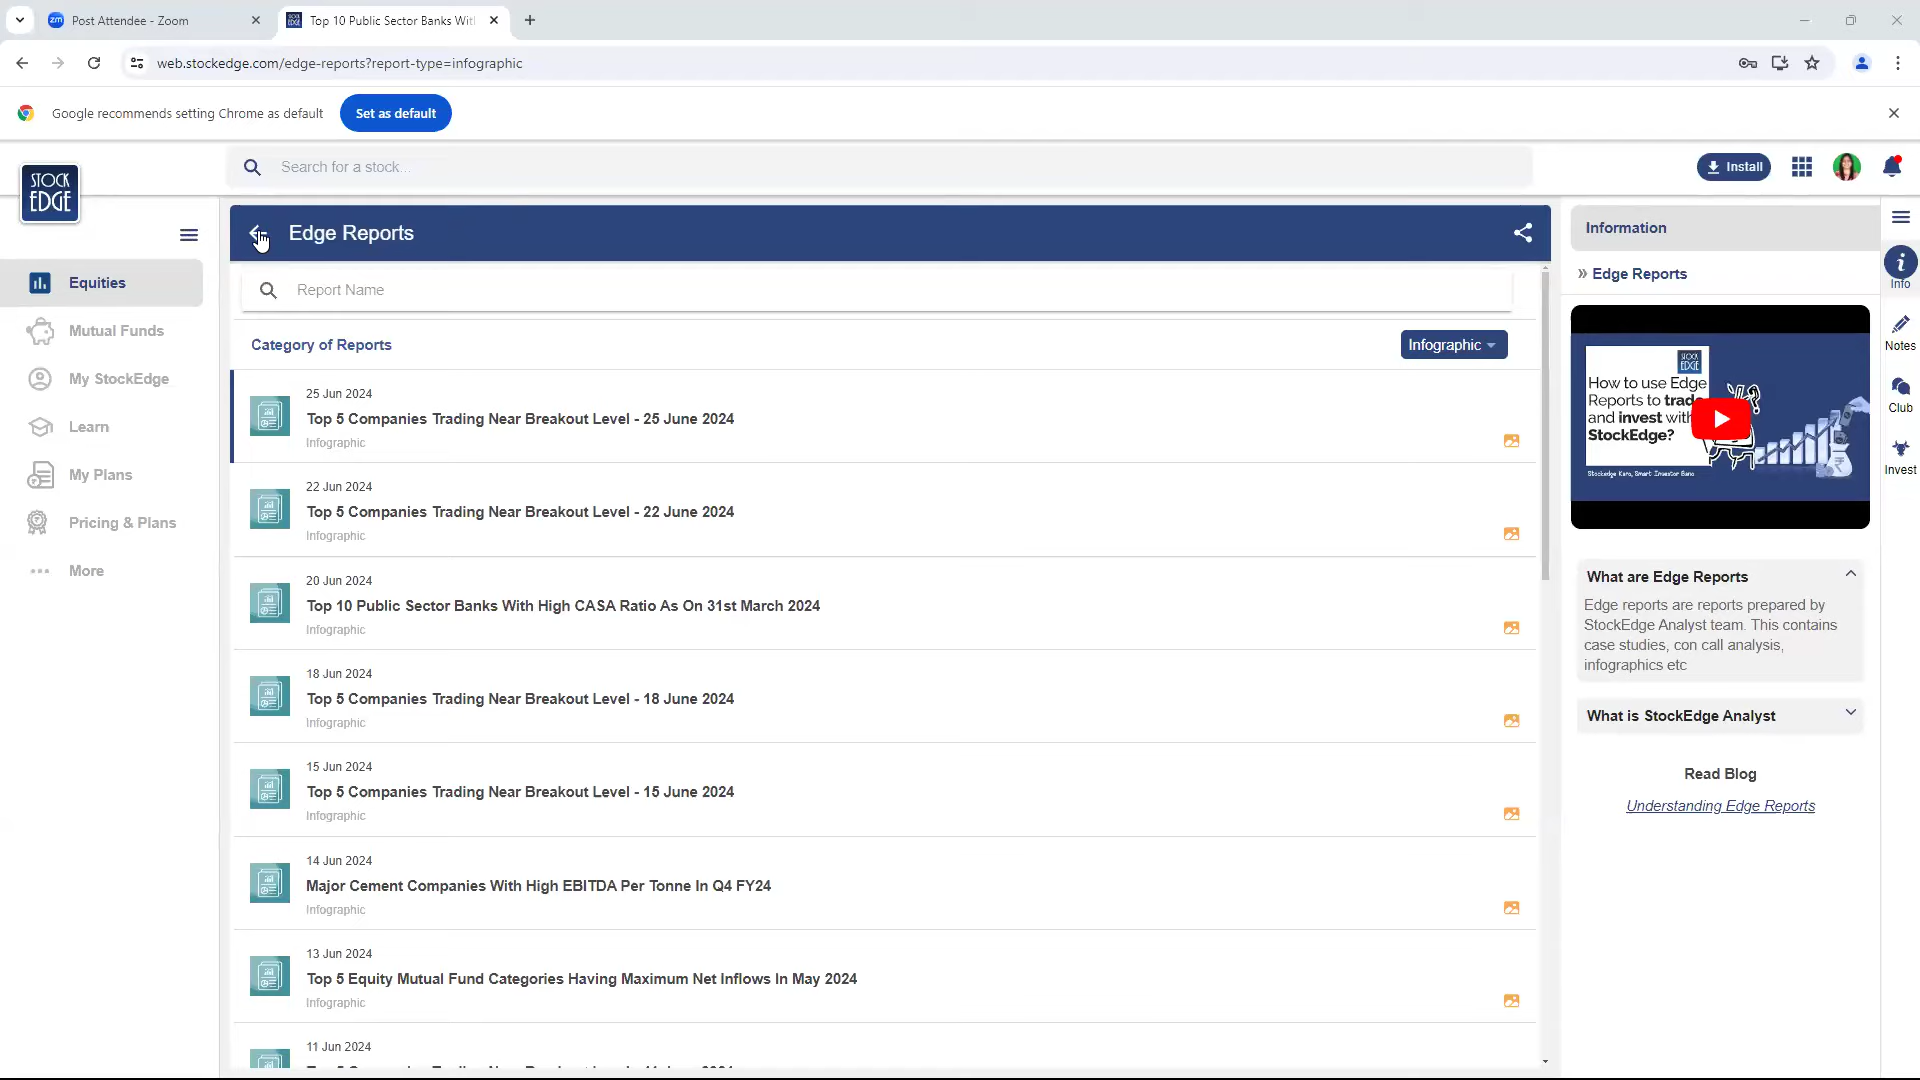 Post Attendee - Zoom
Top 10 Public Sector Banks Wit
web.stockedge.com/edge-reports?report-type=infographic
Google recommends setting Chrome as default
Set as default
STOCK
EDGE
Search for a stock...
Install
Equities
Mutual Funds
My StockEdge
Learn
My Plans
Pricing & Plans
More
Edge Reports
Report Name
Category of Reports
Infographic
25 Jun 2024
Top 5 Companies Trading Near Breakout Level - 25 June 2024
Infographic
22 Jun 2024
Top 5 Companies Trading Near Breakout Level - 22 June 2024
Infographic
20 Jun 2024
Top 10 Public Sector Banks With High CASA Ratio As On 31st March 2024
Infographic
18 Jun 2024
Top 5 Companies Trading Near Breakout Level - 18 June 2024
Infographic
15 Jun 2024
Top 5 Companies Trading Near Breakout Level - 15 June 2024
Infographic
14 Jun 2024
Major Cement Companies With High EBITDA Per Tonne In Q4 FY24
Infographic
13 Jun 2024
Top 5 Equity Mutual Fund Categories Having Maximum Net Inflows In May 2024
Infographic
11 Jun 2024
Information
» Edge Reports
STOCK
EDGE
How to use Edge
Reports to trade
and invest with
StockEdge?
Stockedge Karo, Smart Investor Bano
What are Edge Reports
Edge reports are reports prepared by
StockEdge Analyst team. This contains
case studies, con call analysis,
infographics etc
What is StockEdge Analyst
Read Blog
Understanding Edge Reports
Info
Notes
Club
Invest